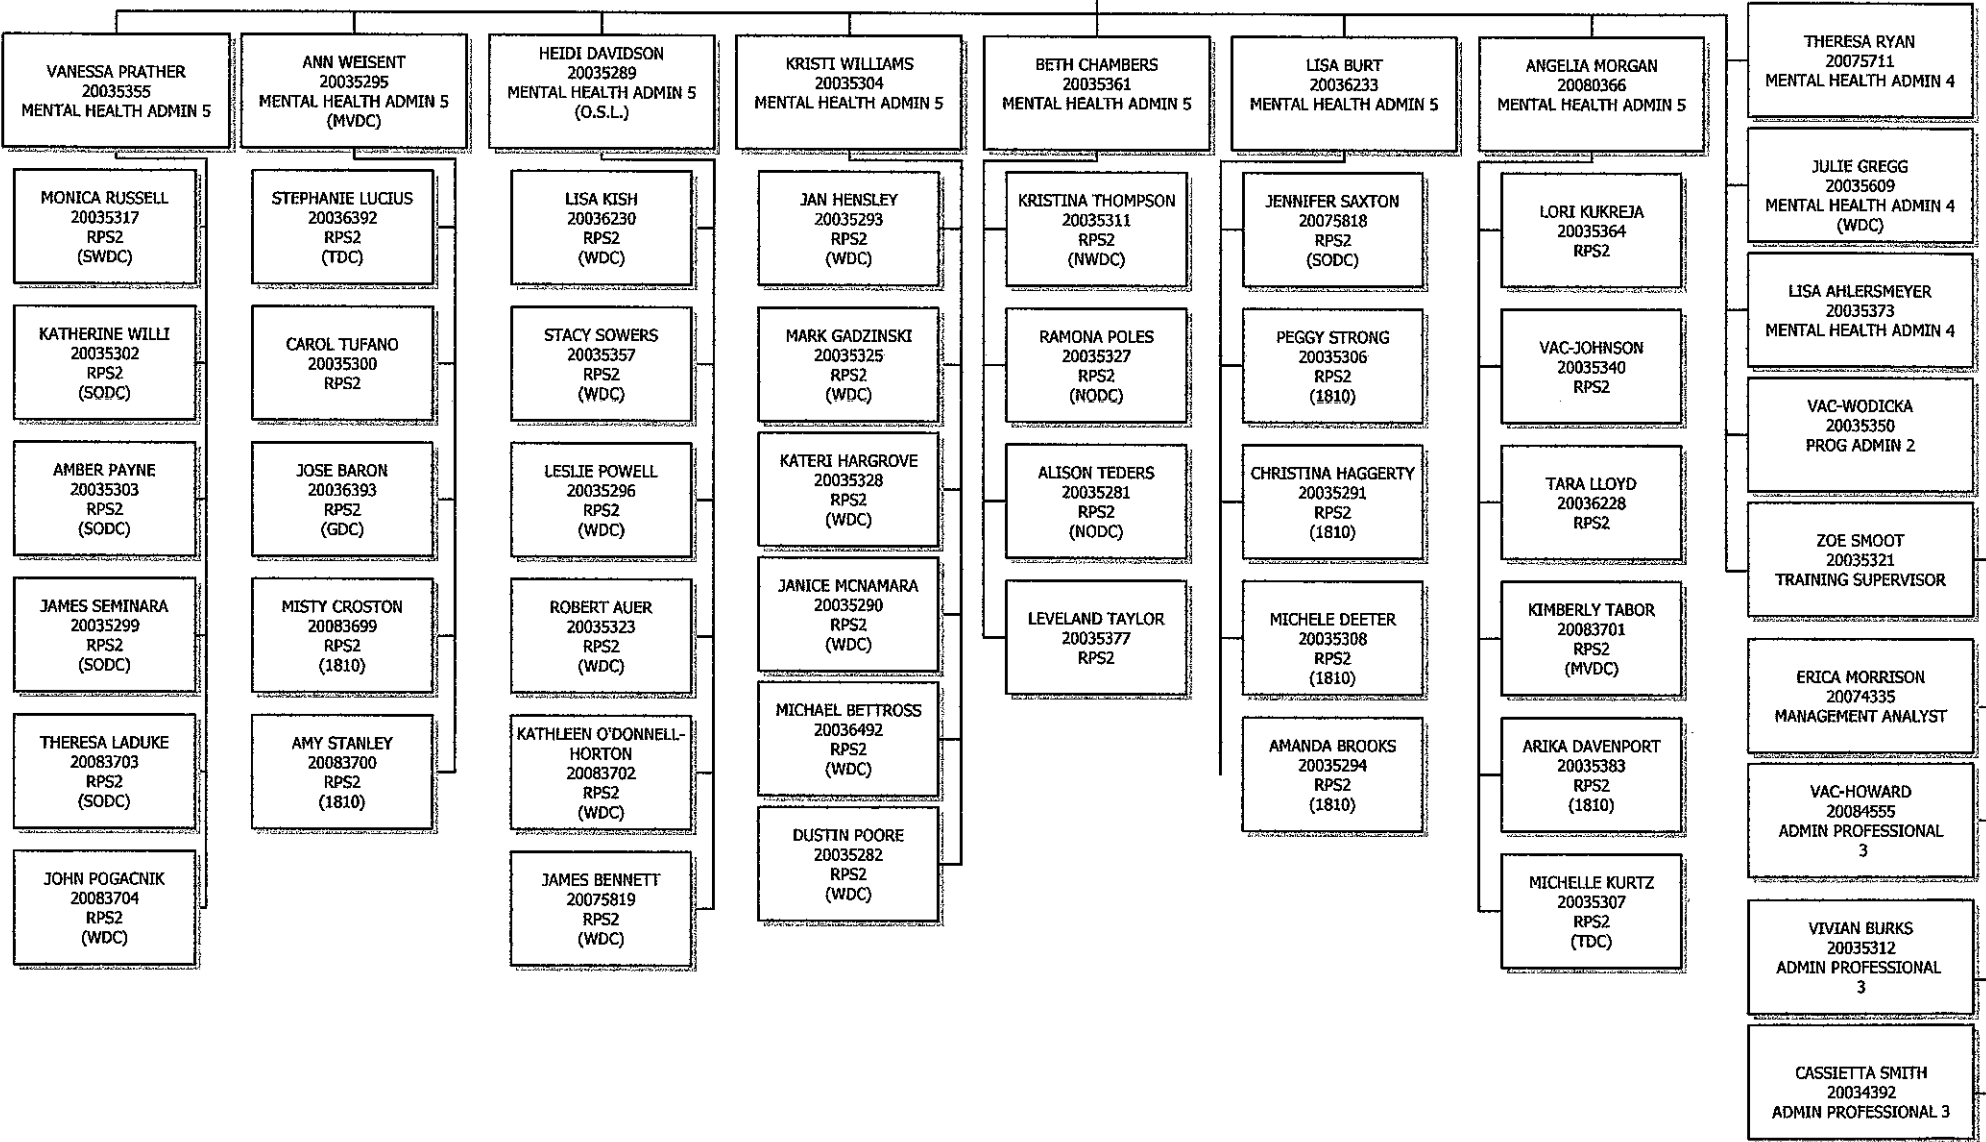 VANESSA PRATHER
20035355
MENTAL HEALTH ADMIN 5
MONICA RUSSELL
20035317
RPS2
(SWDC)
KATHERINE WILLI
20035302
RPS2
(SODC)
AMBER PAYNE
20035303
RPS2
(SODC)
JAMES SEMINARA
20035299
RPS2
(SODC)
THERESA LADUKE
20083703
RPS2
(SODC)
JOHN POGACNIK
20083704
RPS2
(WDC)
ANN WEISENT
20035295
MENTAL HEALTH ADMIN 5
(MVDC)
STEPHANIE LUCIUS
20036392
RPS2
(TDC)
CAROL TUFANO
20035300
RPS2
JOSE BARON
20036393
RPS2
(GDC)
MISTY CROSTON
20083699
RPS2
(1810)
AMY STANLEY
20083700
RPS2
(1810)
HEIDI DAVIDSON
20035289
MENTAL HEALTH ADMIN 5
(O.S.L.)
LISA KISH
20036230
RPS2
(WDC)
STACY SOWERS
20035357
RPS2
(WDC)
LESLIE POWELL
20035296
RPS2
(WDC)
ROBERT AUER
20035323
RPS2
(WDC)
KATHLEEN O'DONNELL-
HORTON
20083702
RPS2
(WDC)
JAMES BENNETT
20075819
RPS2
(WDC)
KRISTI WILLIAMS
20035304
MENTAL HEALTH ADMIN 5
JAN HENSLEY
20035293
RPS2
(WDC)
MARK GADZINSKI
20035325
RPS2
(WDC)
KATERI HARGROVE
20035328
RPS2
(WDC)
JANICE MCNAMARA
20035290
RPS2
(WDC)
MICHAEL BETTROSS
20036492
RPS2
(WDC)
DUSTIN POORE
20035282
RPS2
(WDC)
BETH CHAMBERS
20035361
MENTAL HEALTH ADMIN 5
KRISTINA THOMPSON
20035311
RPS2
(NWDC)
RAMONA POLES
20035327
RPS2
(NODC)
ALISON TEDERS
20035281
RPS2
(NODC)
LEVELAND TAYLOR
20035377
RPS2
LISA BURT
20036233
MENTAL HEALTH ADMIN 5
JENNIFER SAXTON
20075818
RPS2
(SODC)
PEGGY STRONG
20035306
RPS2
(1810)
CHRISTINA HAGGERTY
20035291
RPS2
(1810)
MICHELE DEETER
20035308
RPS2
(1810)
AMANDA BROOKS
20035294
RPS2
(1810)
ANGELIA MORGAN
20080366
MENTAL HEALTH ADMIN 5
LORI KUKREJA
20035364
RPS2
VAC-JOHNSON
20035340
RPS2
TARA LLOYD
20036228
RPS2
KIMBERLY TABOR
20083701
RPS2
(MVDC)
ARIKA DAVENPORT
20035383
RPS2
(1810)
MICHELLE KURTZ
20035307
RPS2
(TDC)
THERESA RYAN
20075711
MENTAL HEALTH ADMIN 4
JULIE GREGG
20035609
MENTAL HEALTH ADMIN 4
(WDC)
LISA AHLERSMEYER
20035373
MENTAL HEALTH ADMIN 4
VAC-WODICKA
20035350
PROG ADMIN 2
ZOE SMOOT
20035321
TRAINING SUPERVISOR
ERICA MORRISON
20074335
MANAGEMENT ANALYST
VAC-HOWARD
20084555
ADMIN PROFESSIONAL
3
VIVIAN BURKS
20035312
ADMIN PROFESSIONAL
3
CASSIETTA SMITH
20034392
ADMIN PROFESSIONAL 3